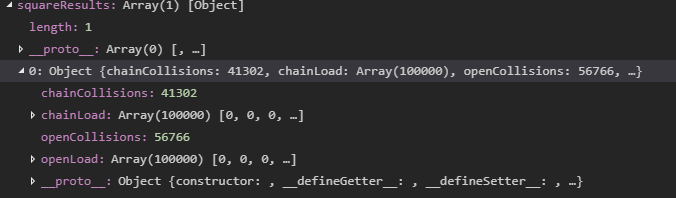 squareResults: Array(1) [Object]
length: 1
__proto__: Array(0) [, …]
0: Object {chainCollisions: 41302, chainLoad: Array(100000), openCollisions: 56766, …}
chainCollisions: 41302
chainLoad: Array(100000) [0, 0, 0, …]
openCollisions: 56766
openLoad: Array(100000) [0, 0, 0, …]
__proto__: Object {constructor: , __defineGetter__: , __defineSetter__: , …}